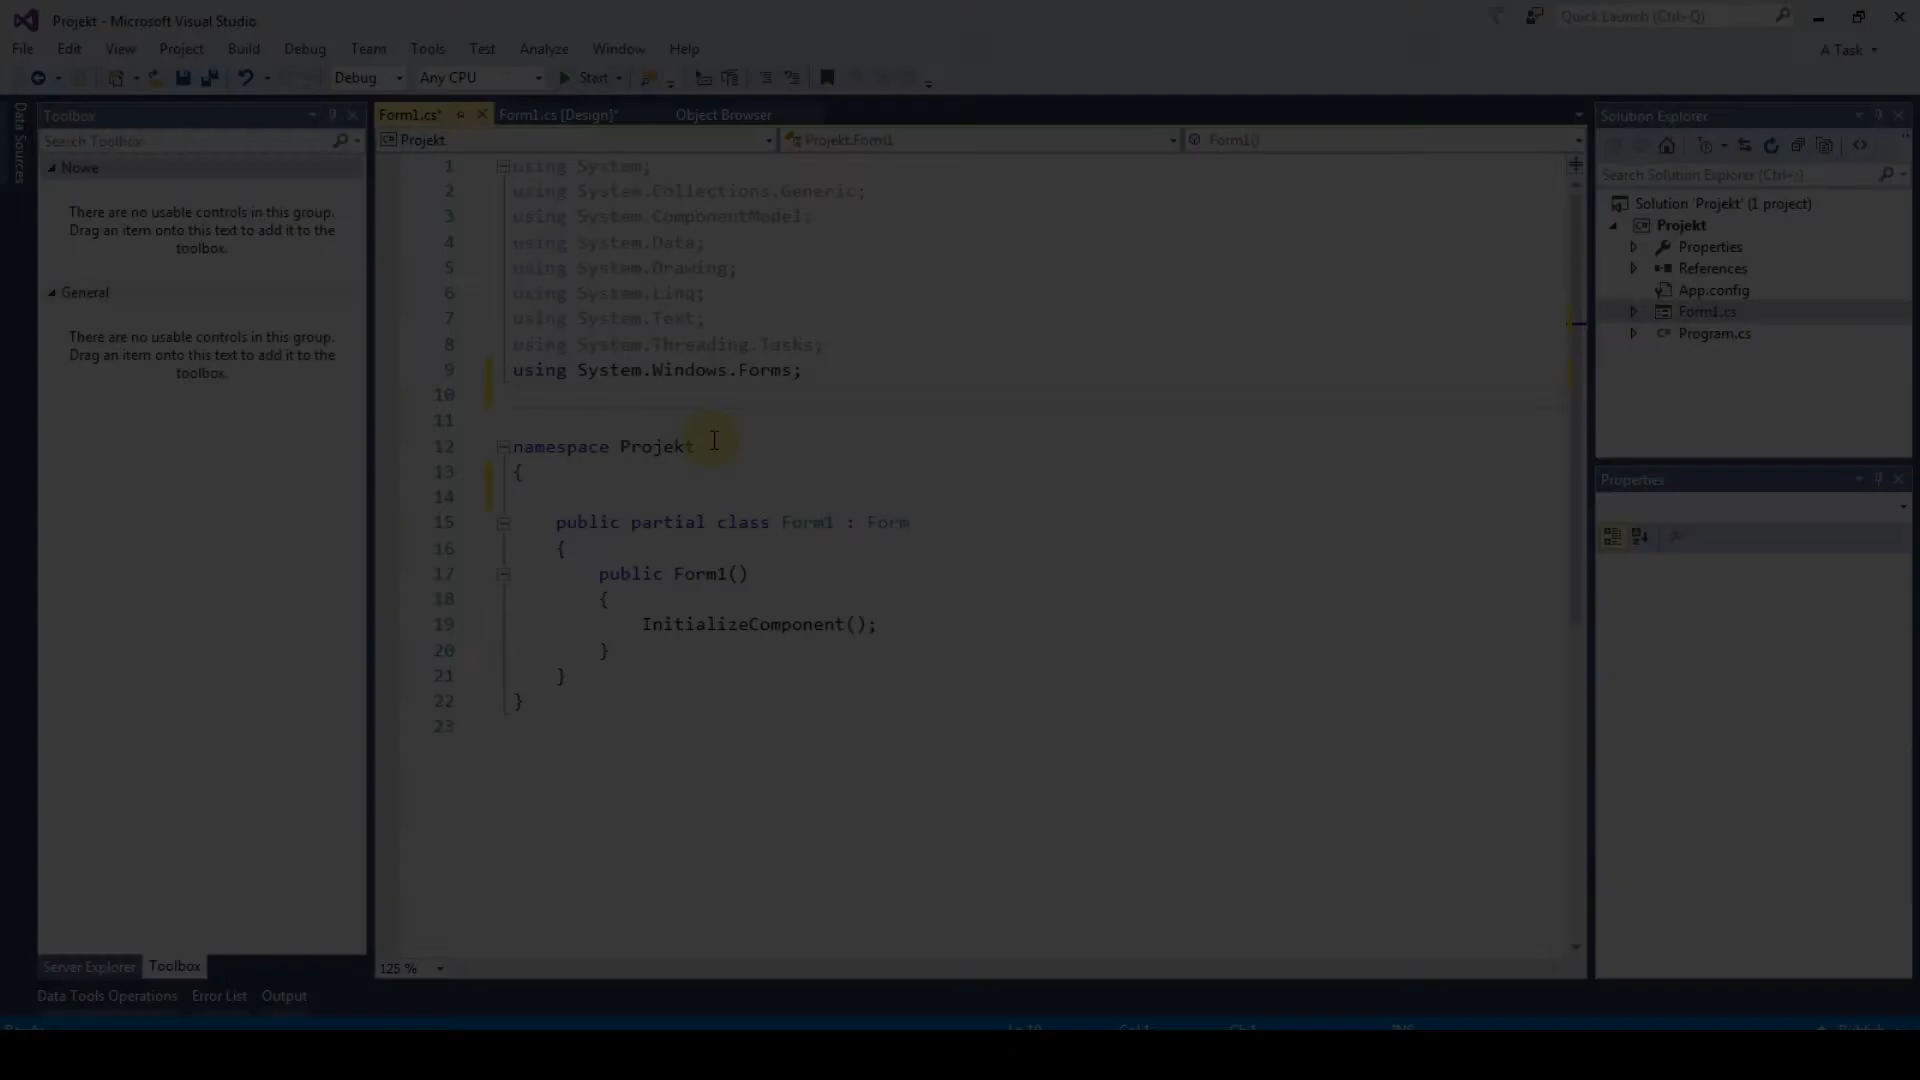 Projekt - Microsoft Visual Studio
Quick Launch (Ctrl+Q)
File Edit View Project Build Debug Team Tools Test Analyze Window Help
A Task
Debug Any CPU Start
Data Sources
Toolbox
Search Toolbox
Nowe
There are no usable controls in this group.
Drag an item onto this text to add it to the
toolbox.
General
There are no usable controls in this group.
Drag an item onto this text to add it to the
toolbox.
Server Explorer Toolbox
Form1.cs* Form1.cs [Design]* Object Browser
Projekt Projekt.Form1 Form1()
1 using System;
2 using System.Collections.Generic;
3 using System.ComponentModel;
4 using System.Data;
5 using System.Drawing;
6 using System.Linq;
7 using System.Text;
8 using System.Threading.Tasks;
9 using System.Windows.Forms;
10
11
12 namespace Projekt
13 {
14
15 public partial class Form1 : Form
16 {
17 public Form1()
18 {
19 InitializeComponent();
20 }
21 }
22 }
23
125 %
Solution Explorer
Search Solution Explorer (Ctrl+;)
Solution 'Projekt' (1 project)
Projekt
Properties
References
App.config
Form1.cs
Program.cs
Properties
Data Tools Operations Error List Output